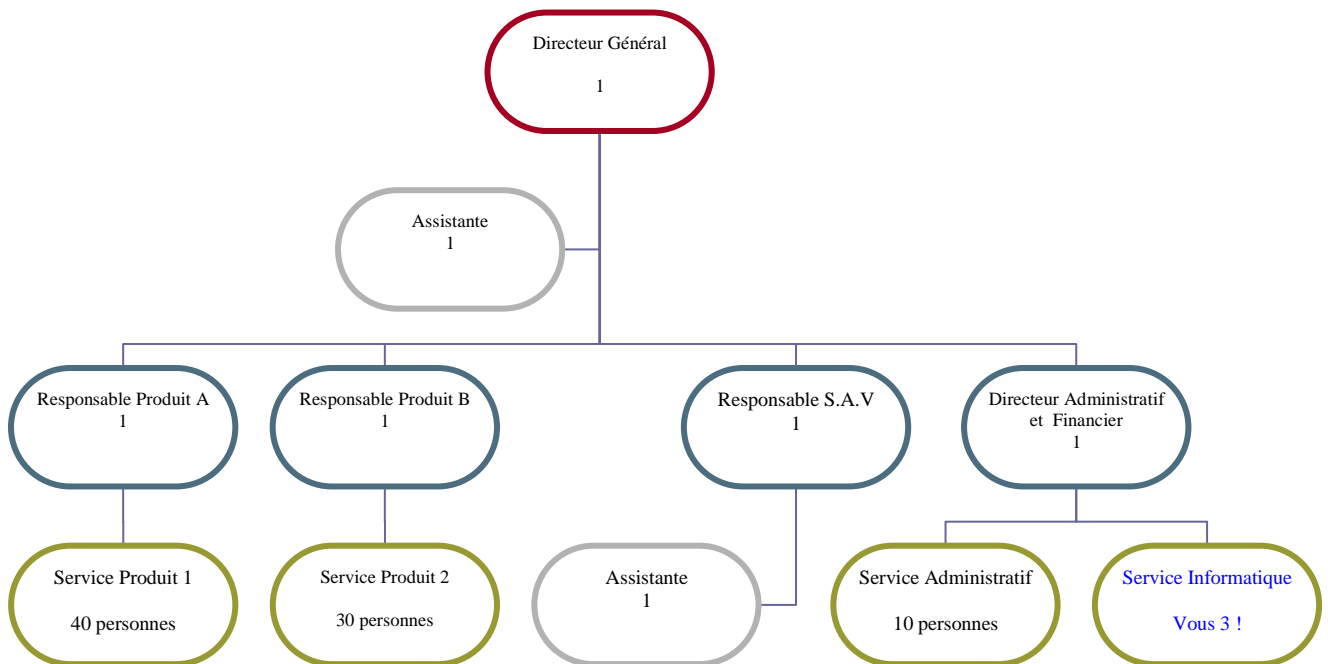 Directeur Général
1
Assistante
1
Responsable Produit A
1
Responsable Produit B
1
Responsable S.A.V
1
Directeur Administratif
et Financier
1
Service Produit 1
40 personnes
Service Produit 2
30 personnes
Assistante
1
Service Administratif
10 personnes
Service Informatique
Vous 3 !